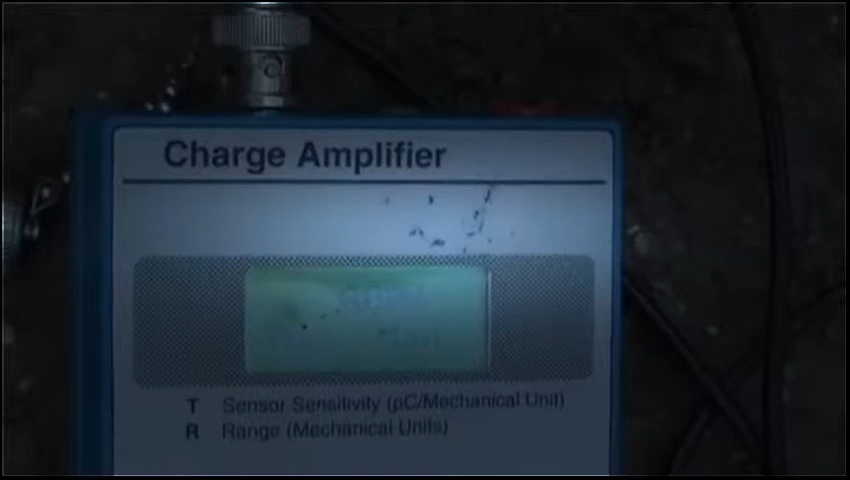 Charge Amplifier
T Sensor Sensitivity (pC/Mechanical Unit)
R Range (Mechanical Units)